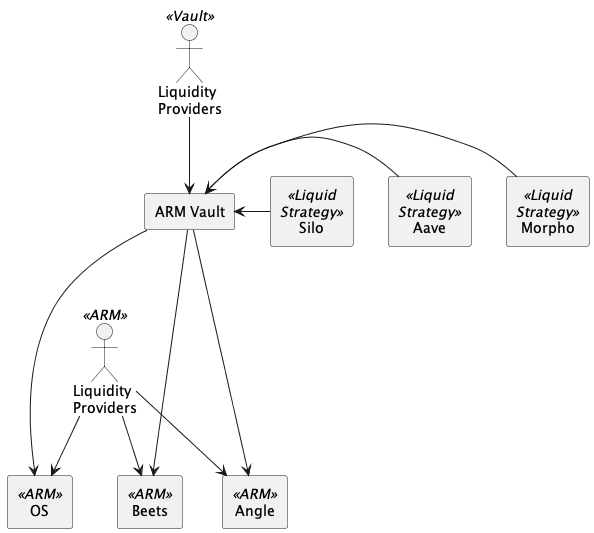 «Vault»
Liquidity
Providers
ARM Vault
«Liquid
Strategy»
Silo
«Liquid
Strategy»
Aave
«Liquid
Strategy»
Morpho
«ARM»
Liquidity
Providers
«ARM»
OS
«ARM»
Beets
«ARM»
Angle